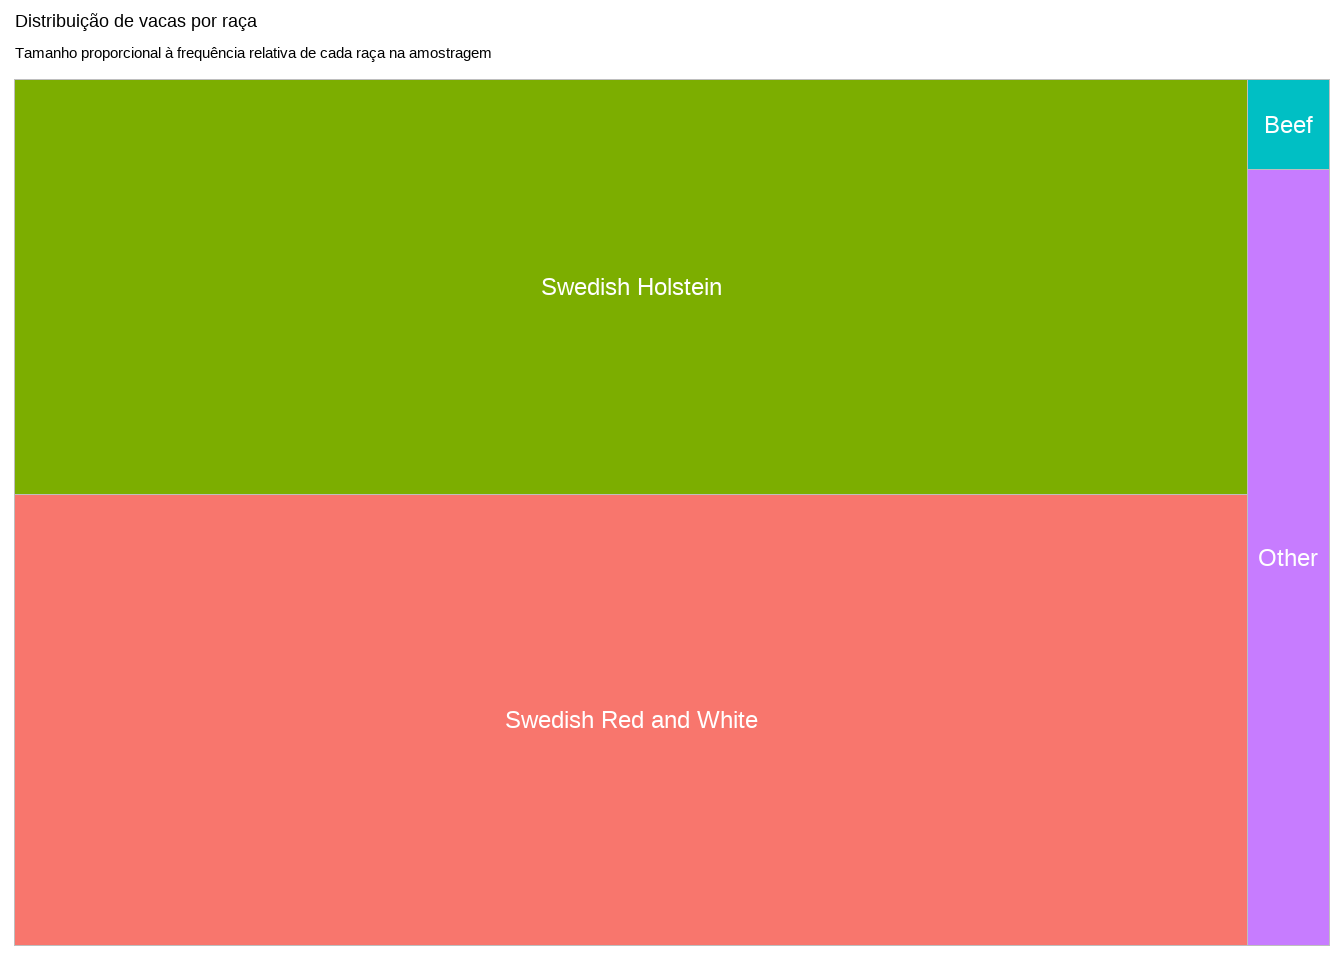 Distribuição de vacas por raça
Tamanho proporcional à frequência relativa de cada raça na amostragem
Beef
Swedish Holstein
Other
Swedish Red and White